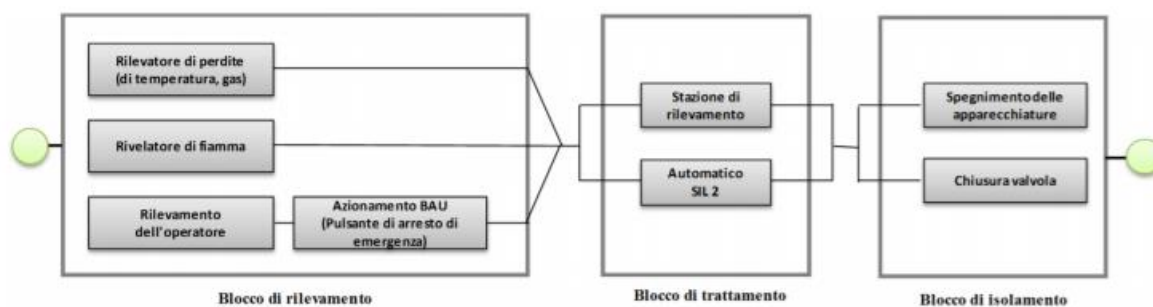 Rilevatore di perdite
(di temperatura, gas)
Rivelatore di fiamma
Rilevamento
dell'operatore
Azionamento BAU
(Pulsante di arresto di
emergenza)
Blocco di rilevamento
Stazione di
rilevamento
Automatico
SIL 2
Blocco di trattamento
Spegnimento delle
apparecchiature
Chiusura valvola
Blocco di isolamento